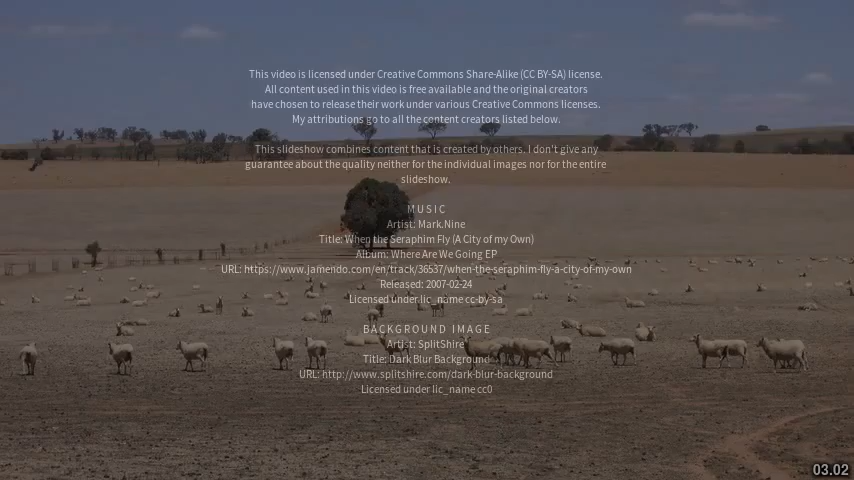 This video is licensed under Creative Commons Share-Alike (CC BY-SA) license.
All content used in this video is free available and the original creators
have chosen to release their work under various Creative Commons licenses.
My attributions go to all the content creators listed below.
This slideshow combines content that is created by others. I don't give any
guarantee about the quality neither for the individual images nor for the entire
slideshow.
MUSIC
Artist: Mark.Nine
Title: When the Seraphim Fly (A City of my Own)
Album: Where Are We Going EP
URL: https://www.jamendo.com/en/track/36537/when-the-seraphim-fly-a-city-of-my-own
Released: 2007-02-24
Licensed under lic_name cc-by-sa
BACKGROUND IMAGE
Artist: SplitShire
Title: Dark Blur Background
URL: http://www.splitshire.com/dark-blur-background
Licensed under lic_name cc0
03.02